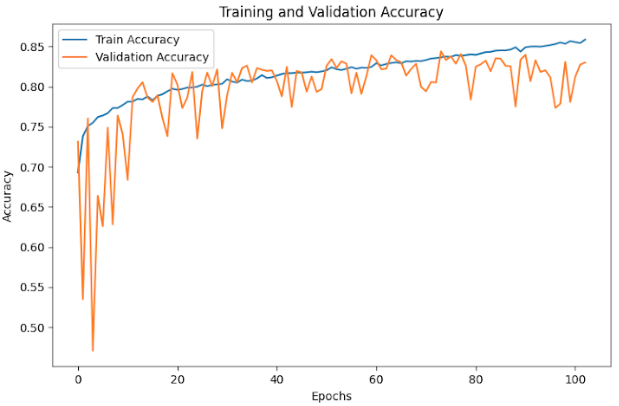 Training and Validation Accuracy
Train Accuracy
Validation Accuracy
0.85
0.80
0.75
0.70
0.65
0.60
0.55
0.50
Accuracy
0 20 40 60 80 100
Epochs